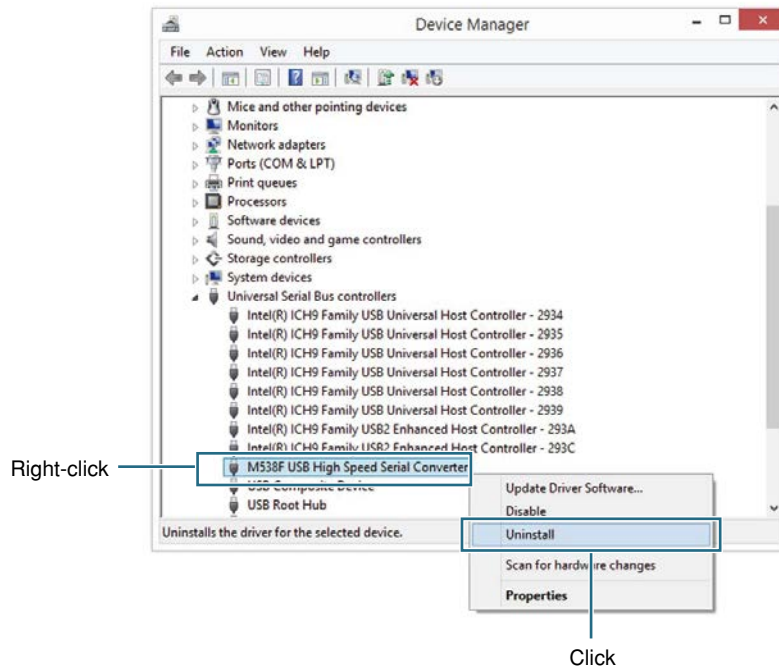 Device Manager
File Action View Help
Mice and other pointing devices
Monitors
Network adapters
Ports (COM & LPT)
Print queues
Processors
Software devices
Sound, video and game controllers
Storage controllers
System devices
Universal Serial Bus controllers
Intel(R) ICH9 Family USB Universal Host Controller - 2934
Intel(R) ICH9 Family USB Universal Host Controller - 2935
Intel(R) ICH9 Family USB Universal Host Controller - 2936
Intel(R) ICH9 Family USB Universal Host Controller - 2937
Intel(R) ICH9 Family USB Universal Host Controller - 2938
Intel(R) ICH9 Family USB Universal Host Controller - 2939
Intel(R) ICH9 Family USB2 Enhanced Host Controller - 293A
Intel(R) ICH9 Family USB2 Enhanced Host Controller - 293C
Right-click
M538F USB High Speed Serial Converter
USB Composite Device
USB Root Hub
Update Driver Software...
Disable
Uninstall
Scan for hardware changes
Properties
Uninstalls the driver for the selected device.
Click